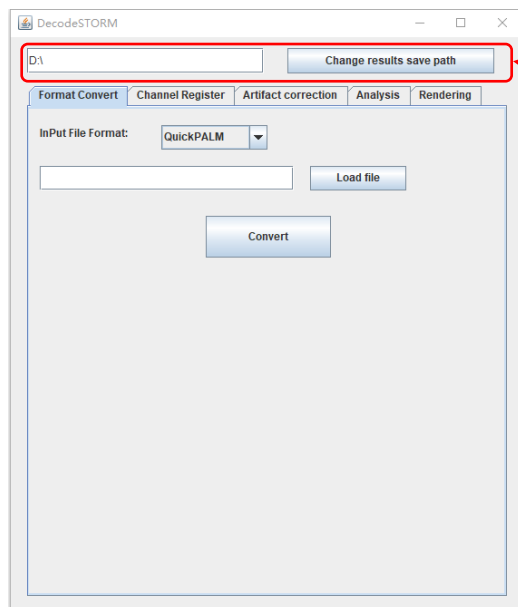 DecodeSTORM
D:\
Change results save path
Format Convert Channel Register Artifact correction Analysis Rendering
InPut File Format: QuickPALM
Load file
Convert